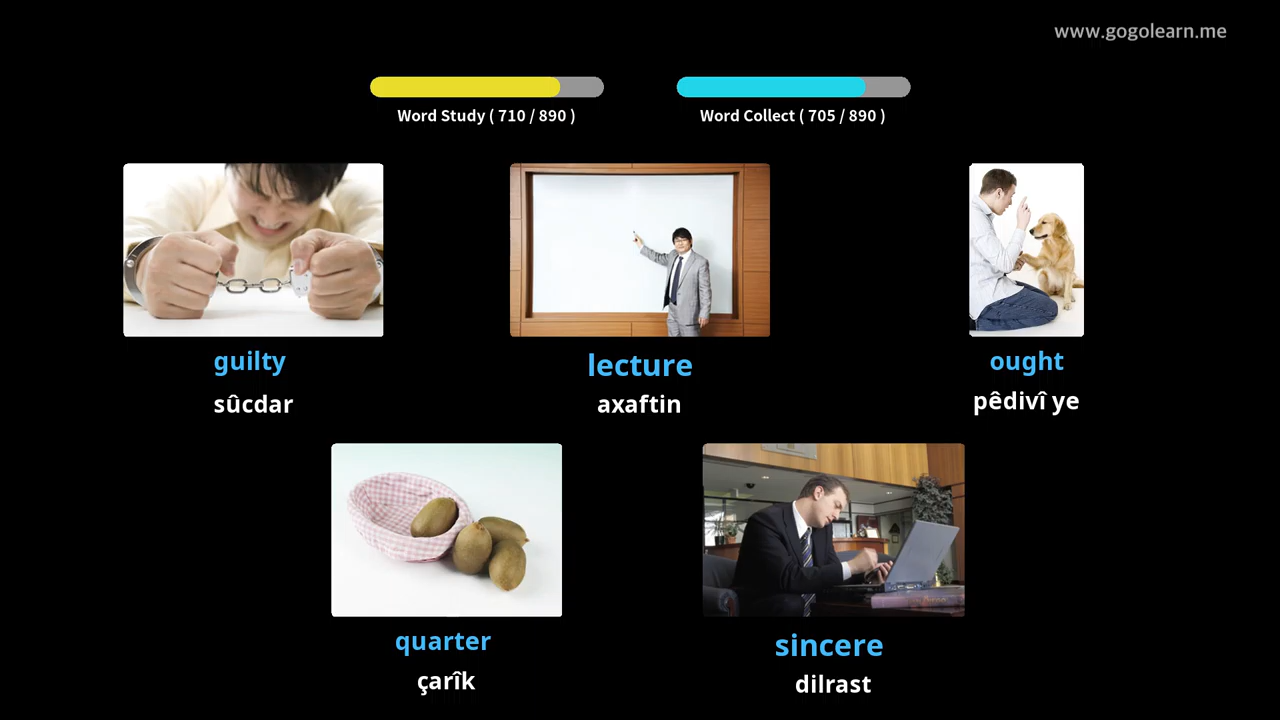 www.gogolearn.me
Word Study ( 710 / 890 )
Word Collect ( 705 / 890 )
guilty
sûcdar
lecture
axaftin
ought
pêdivî ye
quarter
çarîk
sincere
dilrast